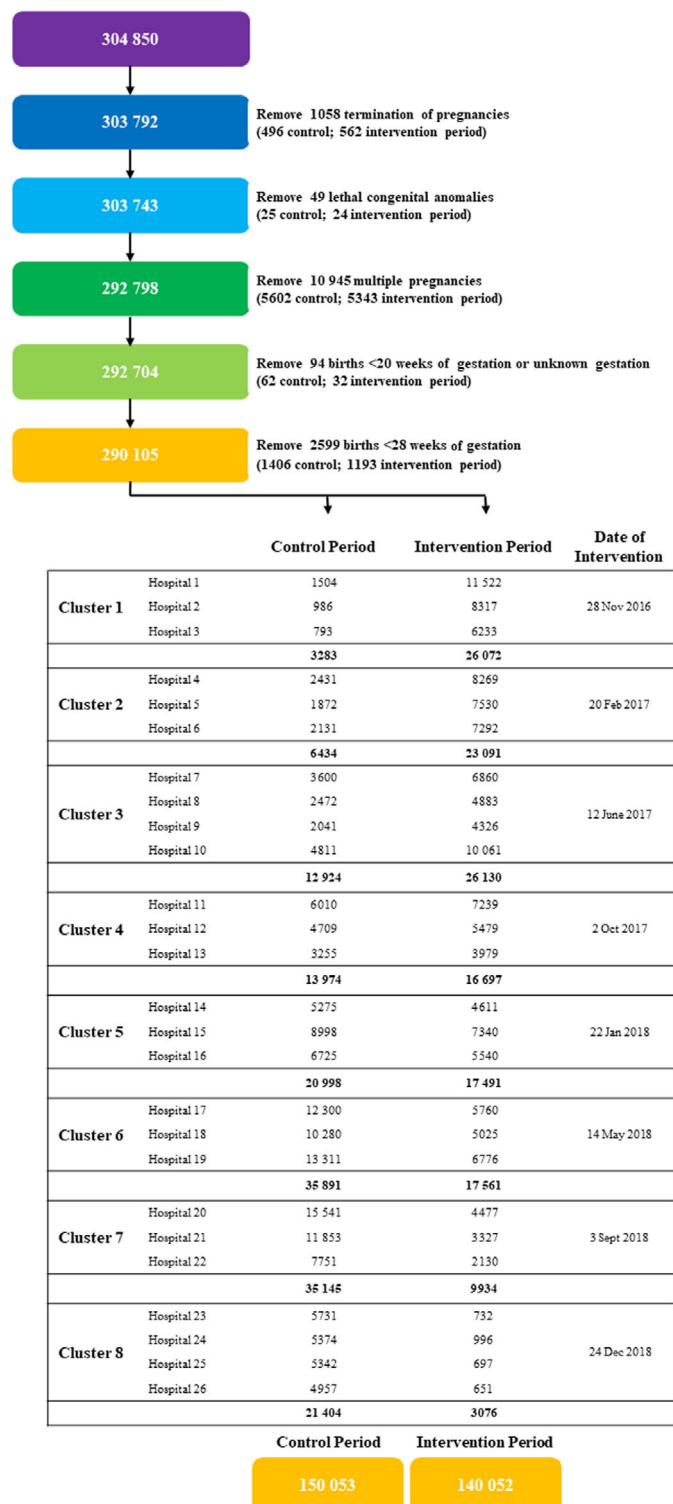 304 850
303 792
Remove 1058 termination of pregnancies
(496 control; 562 intervention period)
303 743
Remove 49 lethal congenital anomalies
(25 control; 24 intervention period)
292 798
Remove 10 945 multiple pregnancies
(5602 control; 5343 intervention period)
292 704
Remove 94 births <20 weeks of gestation or unknown gestation
(62 control; 32 intervention period)
290 105
Remove 2599 births <28 weeks of gestation
(1406 control; 1193 intervention period)
Control Period Intervention Period Date of Intervention
Cluster 1 28 Nov 2016
Hospital 1 1504 11 522
Hospital 2 986 8317
Hospital 3 793 6233
3283 26 072
Cluster 2 20 Feb 2017
Hospital 4 2431 8269
Hospital 5 1872 7530
Hospital 6 2131 7292
6434 23 091
Cluster 3 12 June 2017
Hospital 7 3600 6860
Hospital 8 2472 4883
Hospital 9 2041 4326
Hospital 10 4811 10 061
12 924 26 130
Cluster 4 2 Oct 2017
Hospital 11 6010 7239
Hospital 12 4709 5479
Hospital 13 3255 3979
13 974 16 697
Cluster 5 22 Jan 2018
Hospital 14 5275 4611
Hospital 15 8998 7340
Hospital 16 6725 5540
20 998 17 491
Cluster 6 14 May 2018
Hospital 17 12 300 5760
Hospital 18 10 280 5025
Hospital 19 13 311 6776
35 891 17 561
Cluster 7 3 Sept 2018
Hospital 20 15 541 4477
Hospital 21 11 853 3327
Hospital 22 7751 2130
35 145 9934
Cluster 8 24 Dec 2018
Hospital 23 5731 732
Hospital 24 5374 996
Hospital 25 5342 697
Hospital 26 4957 651
21 404 3076
Control Period Intervention Period
150 053 140 052